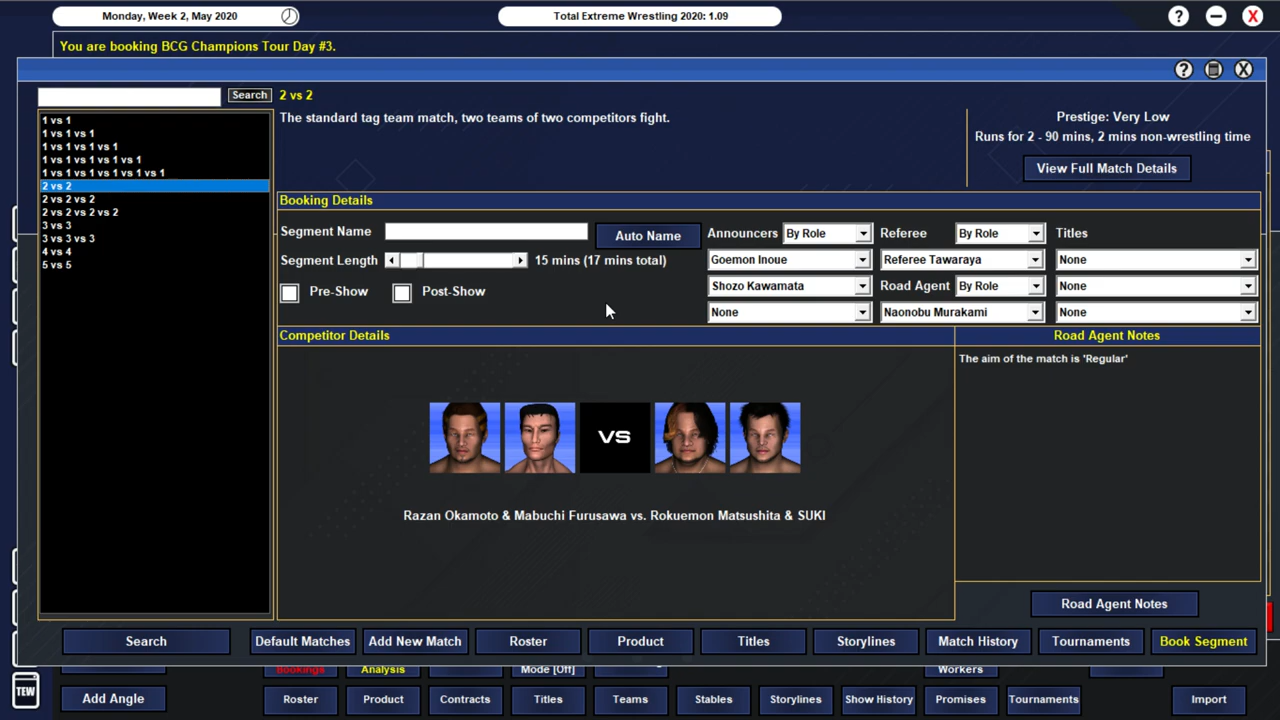 Monday, Week 2, May 2020
Total Extreme Wrestling 2020: 1.09
?
X
You are booking BCG Champions Tour Day #3.
?
X
Search
2 vs 2
The standard tag team match, two teams of two competitors fight.
Prestige: Very Low
Runs for 2 - 90 mins, 2 mins non-wrestling time
View Full Match Details
1 vs 1
1 vs 1 vs 1
1 vs 1 vs 1 vs 1
1 vs 1 vs 1 vs 1 vs 1
1 vs 1 vs 1 vs 1 vs 1 vs 1
2 vs 2
2 vs 2 vs 2
2 vs 2 vs 2 vs 2
3 vs 3
3 vs 3 vs 3
4 vs 4
5 vs 5
Booking Details
Segment Name
Auto Name
Announcers By Role Referee By Role Titles
Segment Length 15 mins (17 mins total)
Goemon Inoue Referee Tawaraya None
Pre-Show Post-Show
Shozo Kawamata Road Agent By Role None
None Naonobu Murakami None
Competitor Details
Road Agent Notes
The aim of the match is 'Regular'
VS
Razan Okamoto & Mabuchi Furusawa vs. Rokuemon Matsushita & SUKI
Road Agent Notes
Search Default Matches Add New Match Roster Product Titles Storylines Match History Tournaments Book Segment
Bookings Analysis Mode [Off] Workers
TEW Add Angle Roster Product Contracts Titles Teams Stables Storylines Show History Promises Tournaments Import